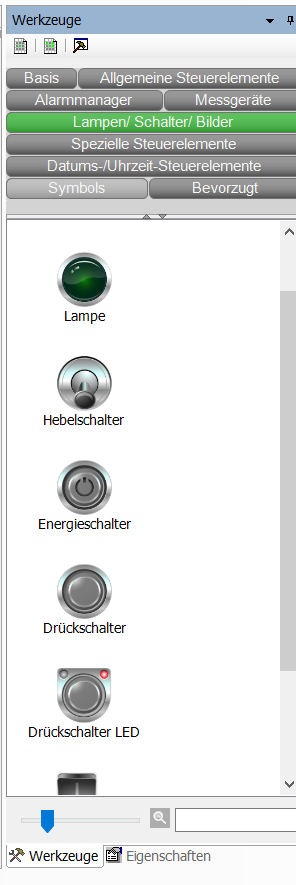 Werkzeuge
Basis Allgemeine Steuerelemente
Alarmmanager Messgeräte
Lampen/ Schalter/ Bilder
Spezielle Steuerelemente
Datums-/Uhrzeit-Steuerelemente
Symbols Bevorzugt
Lampe
Hebelschalter
Energieschalter
Drückschalter
Drückschalter LED
Werkzeuge Eigenschaften